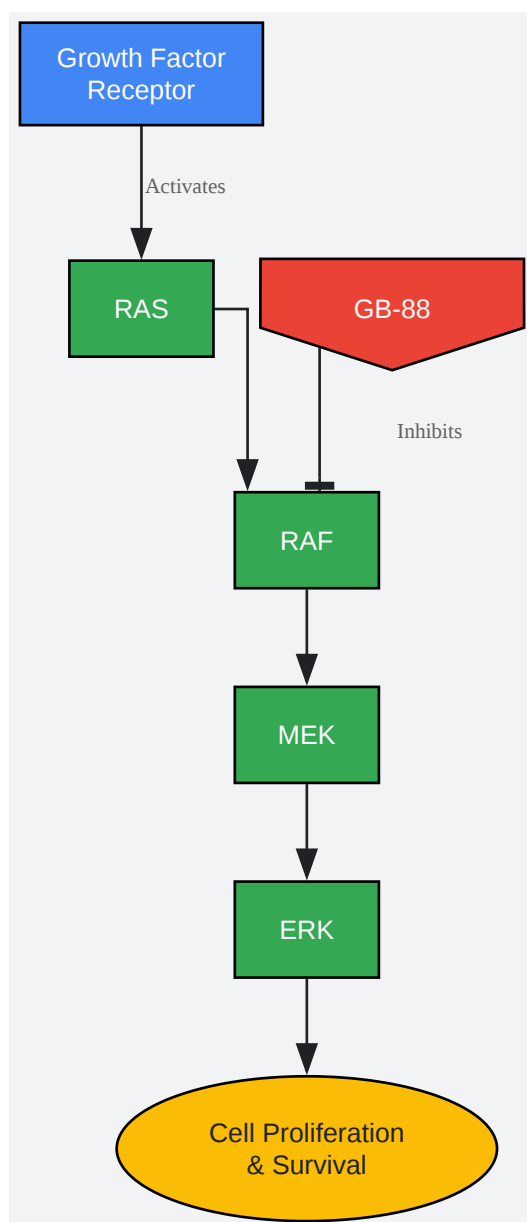 Growth Factor
Receptor
Activates
RAS
GB-88
Inhibits
RAF
MEK
ERK
Cell Proliferation
& Survival